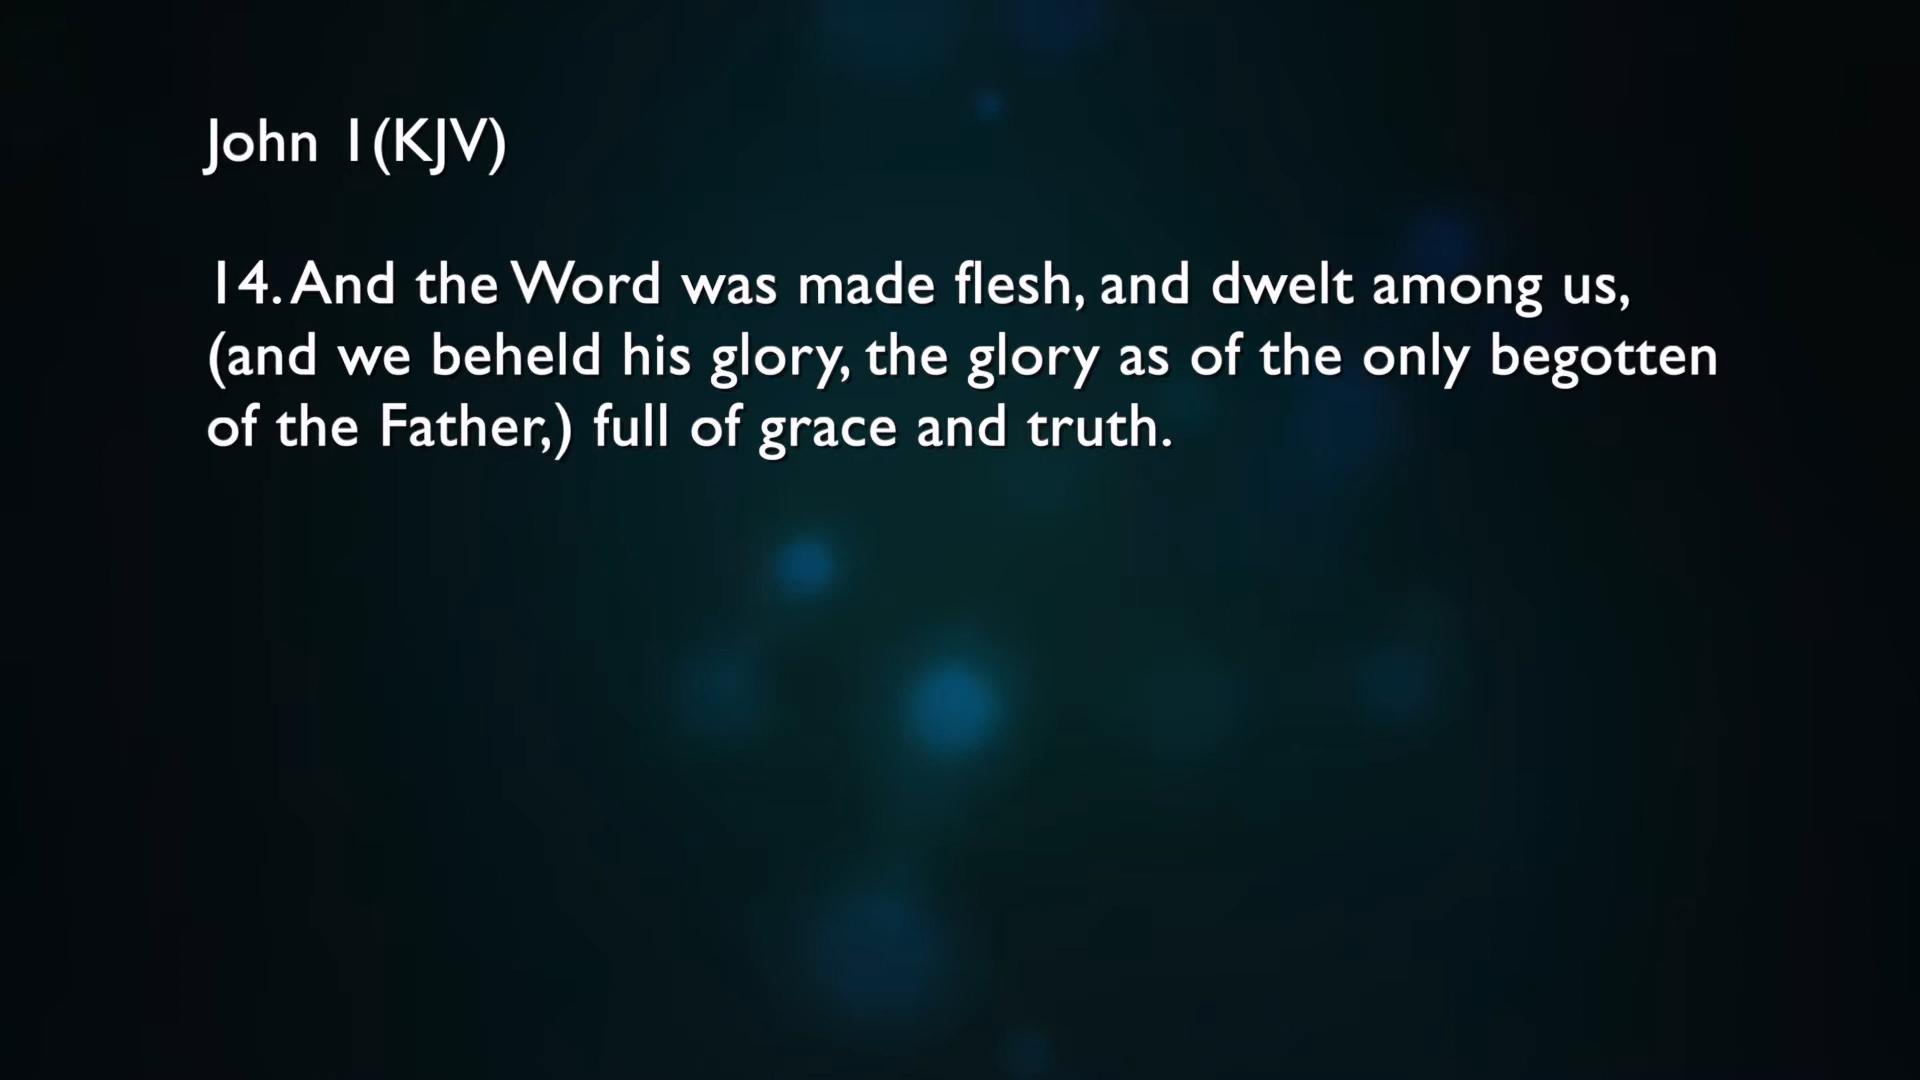 John 1(KJV)
14. And the Word was made flesh, and dwelt among us,
(and we beheld his glory, the glory as of the only begotten
of the Father,) full of grace and truth.